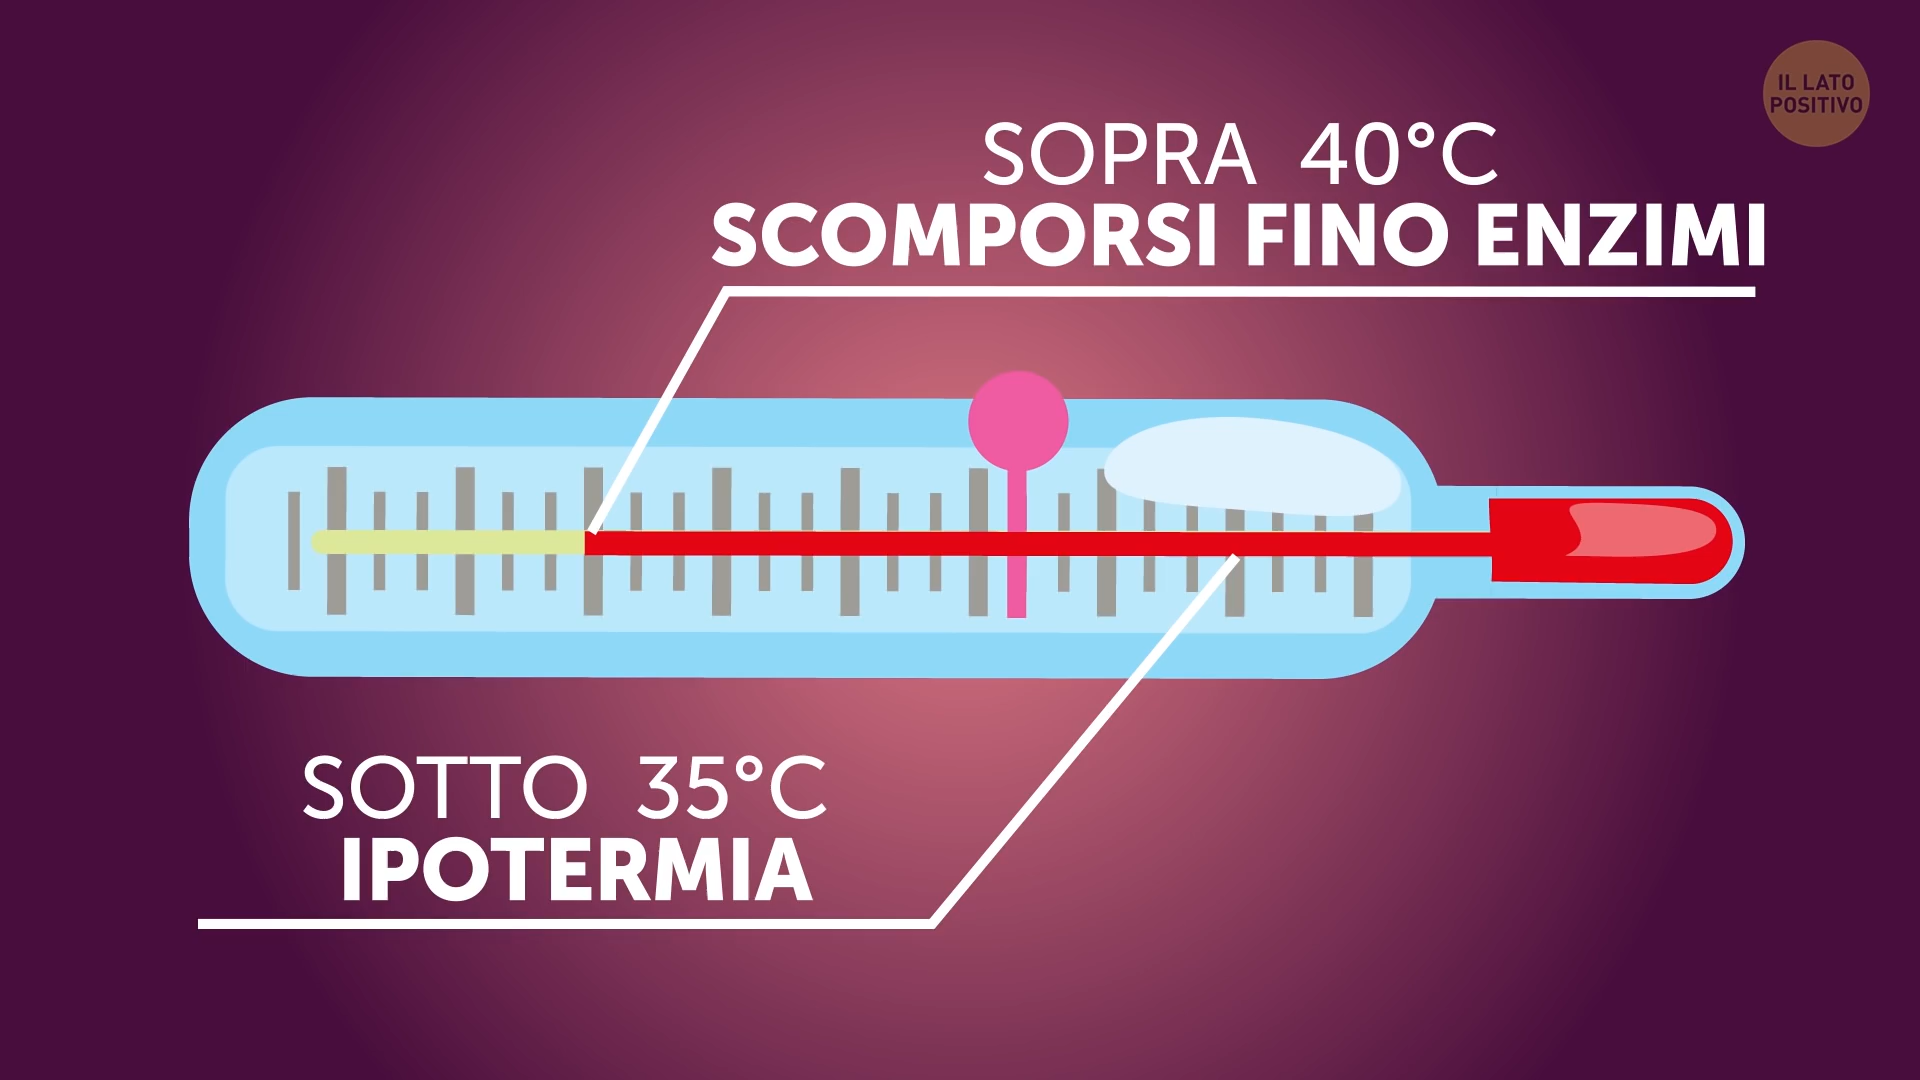 IL LATO
POSITIVO
SOPRA 40°C
SCOMPORSI FINO ENZIMI
SOTTO 35°C
IPOTERMIA